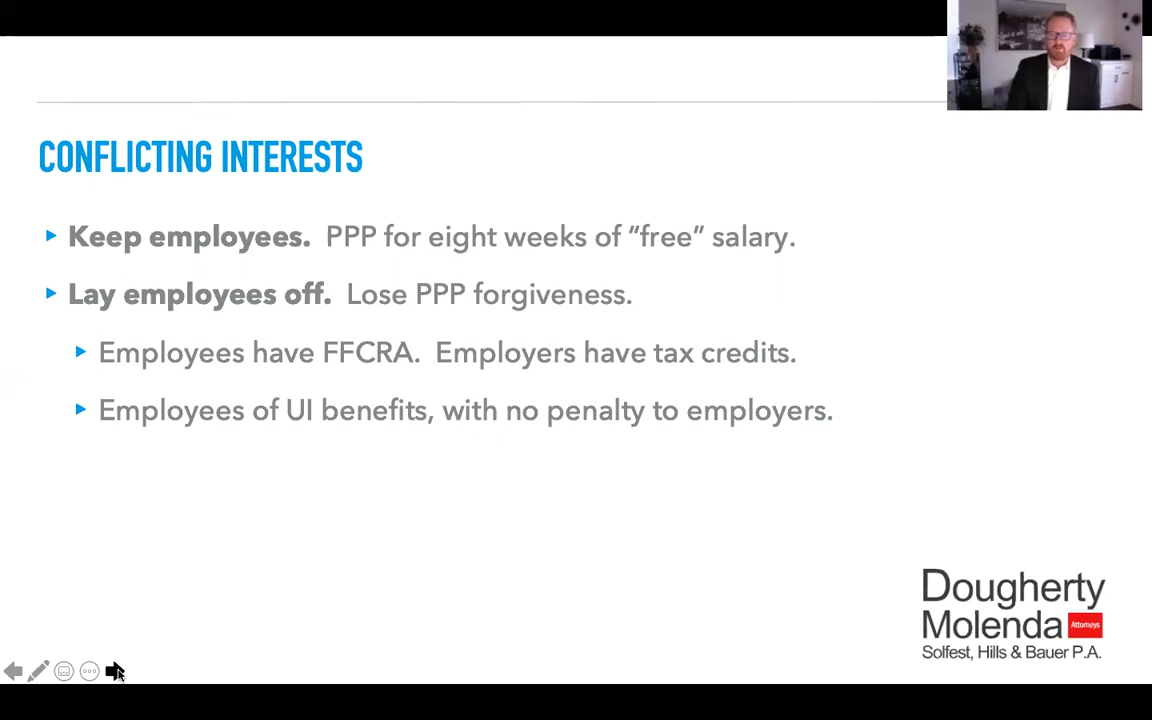 CONFLICTING INTERESTS
Keep employees. PPP for eight weeks of “free” salary.
Lay employees off. Lose PPP forgiveness.
Employees have FFCRA. Employers have tax credits.
Employees of UI benefits, with no penalty to employers.
Dougherty
Molenda Attorneys
Solfest, Hills & Bauer P.A.